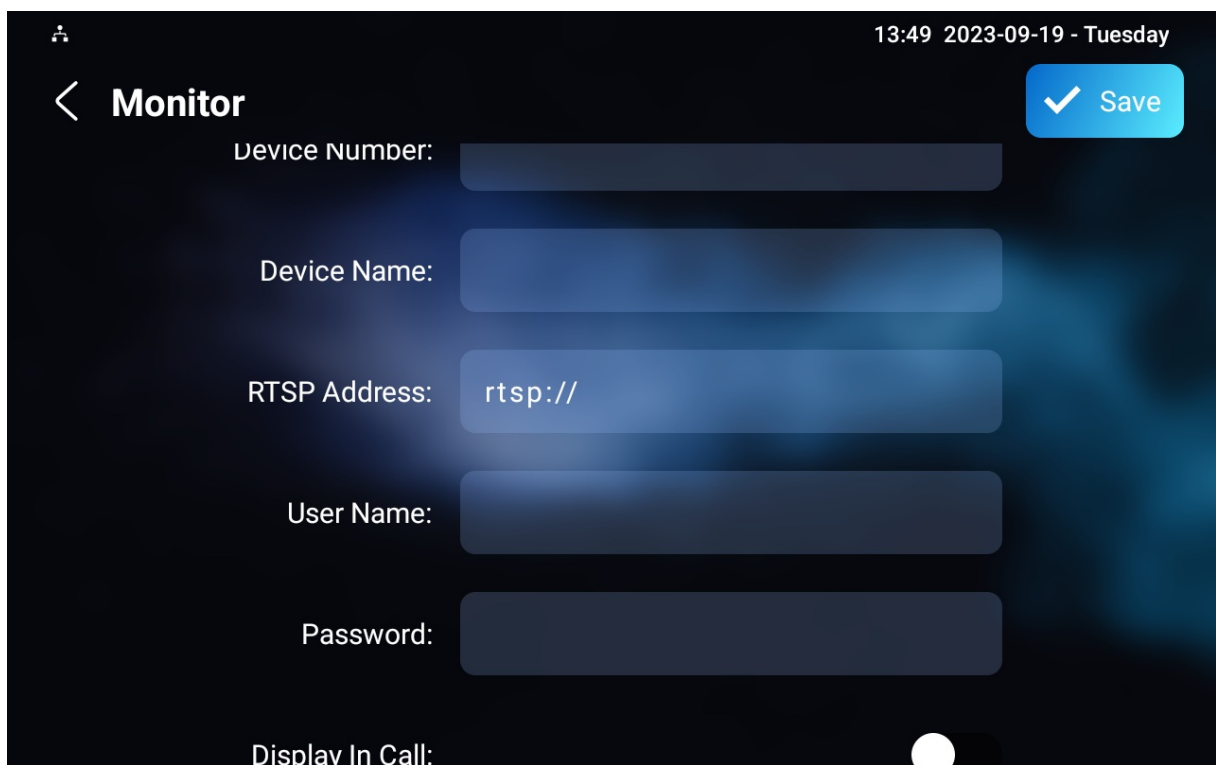 13:49 2023-09-19 - Tuesday
Monitor
Save
Device Number:
Device Name:
RTSP Address: rtsp://
User Name:
Password:
Display In Call: